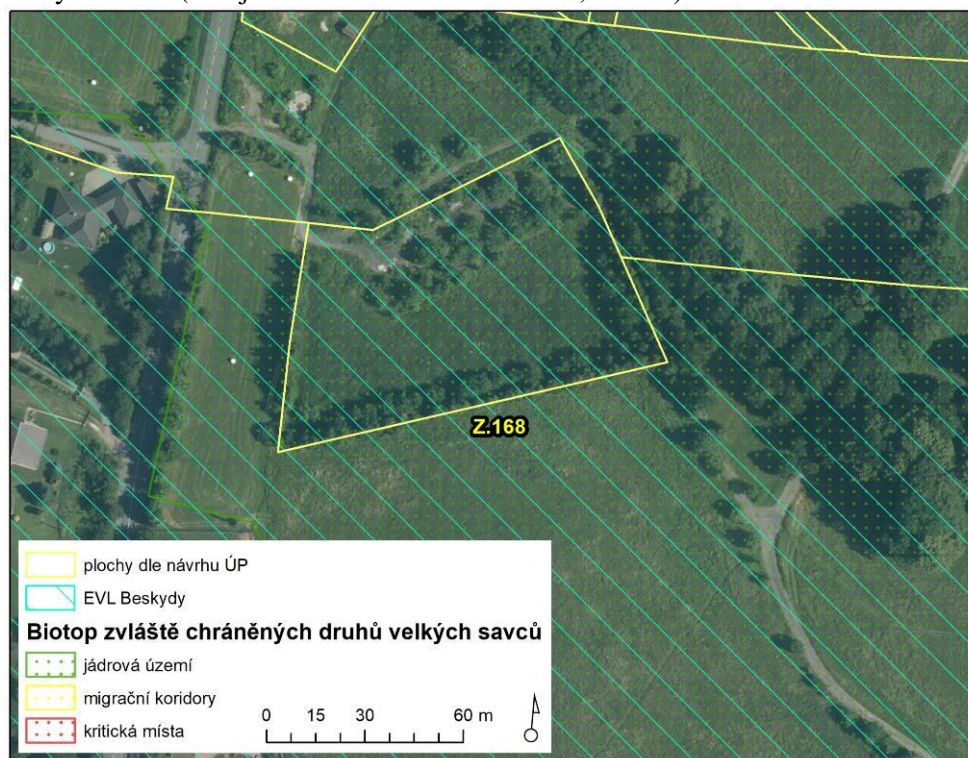 Z.168
plochy dle návrhu ÚP
EVL Beskydy
Biotop zvláště chráněných druhů velkých savců
jádrová území
migrační koridory
kritická místa
0 15 30 60 m